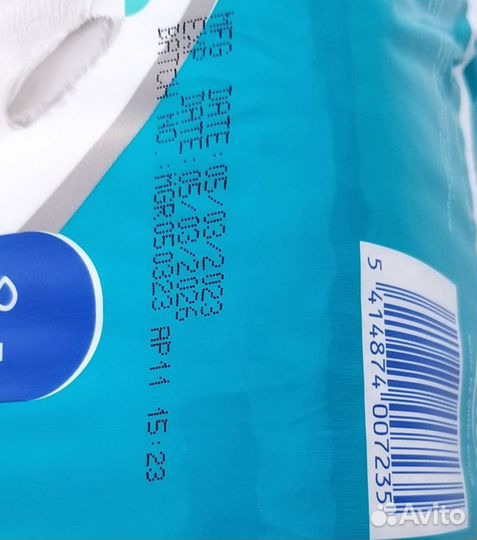 MFG DATE: 05/03/2023
EXP DATE: 05/03/2026
BATCH NO: MGR050323 AP11 15:23
5 414874 007235
Avito